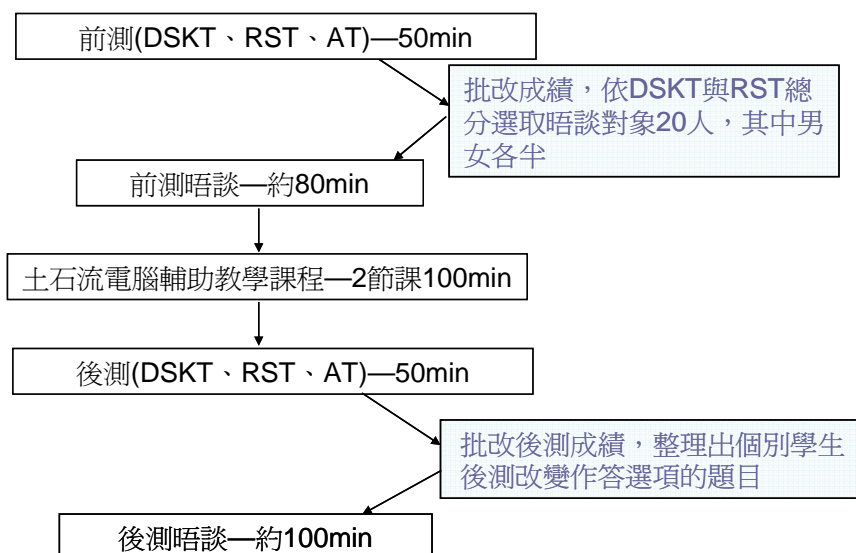 前測(DSKT、RST、AT)—50min
批改成績，依DSKT與RST總
分選取晤談對象20人，其中男
女各半
前測晤談—約80min
土石流電腦輔助教學課程—2節課100min
後測(DSKT、RST、AT)—50min
批改後測成績，整理出個別學生
後測改變作答選項的題目
後測晤談—約100min